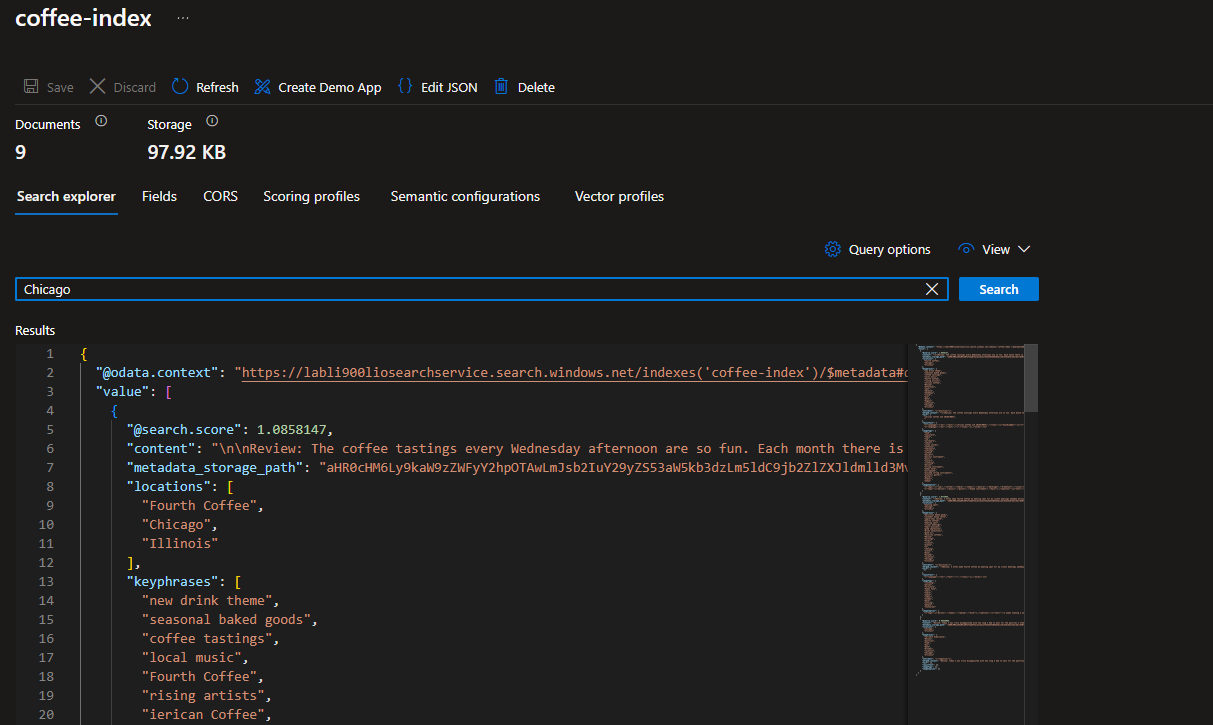 coffee-index ...
Save Discard Refresh Create Demo App {} Edit JSON Delete
Documents Storage
9 97.92 KB
Search explorer Fields CORS Scoring profiles Semantic configurations Vector profiles
Query options View
Chicago Search
Results
1 {
2 "@odata.context": "https://labli900liosearchservice.search.windows.net/indexes('coffee-index')/$metadata#
3 "value": [
4 {
5 "@search.score": 1.0858147,
6 "content": "\n\nReview: The coffee tastings every Wednesday afternoon are so fun. Each month there is
7 "metadata_storage_path":
8 "locations": [
9 "Fourth Coffee",
10 "Chicago",
11 "Illinois"
12 ],
13 "keyphrases": [
14 "new drink theme",
15 "seasonal baked goods",
16 "coffee tastings",
17 "local music",
18 "Fourth Coffee",
19 "rising artists",
20 "ierican Coffee",